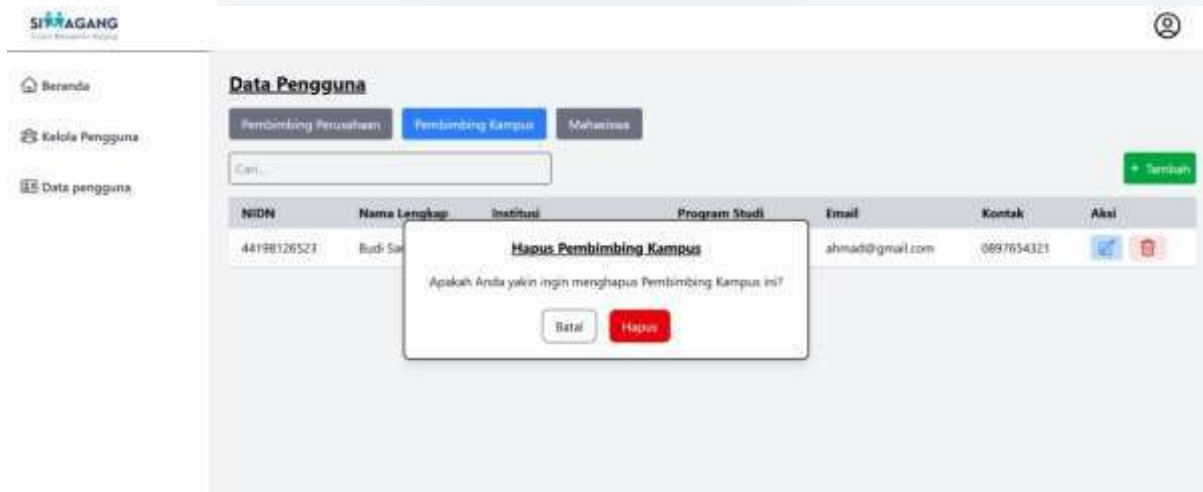 SIMAGANG
Beranda
Kelola Pengguna
Data pengguna
Data Pengguna
Pembimbing Perusahaan Pembimbing Kampus Mahasiswa
Cari...
+ Tambah
NIDN Nama Lengkap Institusi Program Studi Email Kontak Aksi
44198126523 Budi ahmad@gmail.com 0897654321
Hapus Pembimbing Kampus
Apakah Anda yakin ingin menghapus Pembimbing Kampus ini?
Batal Hapus